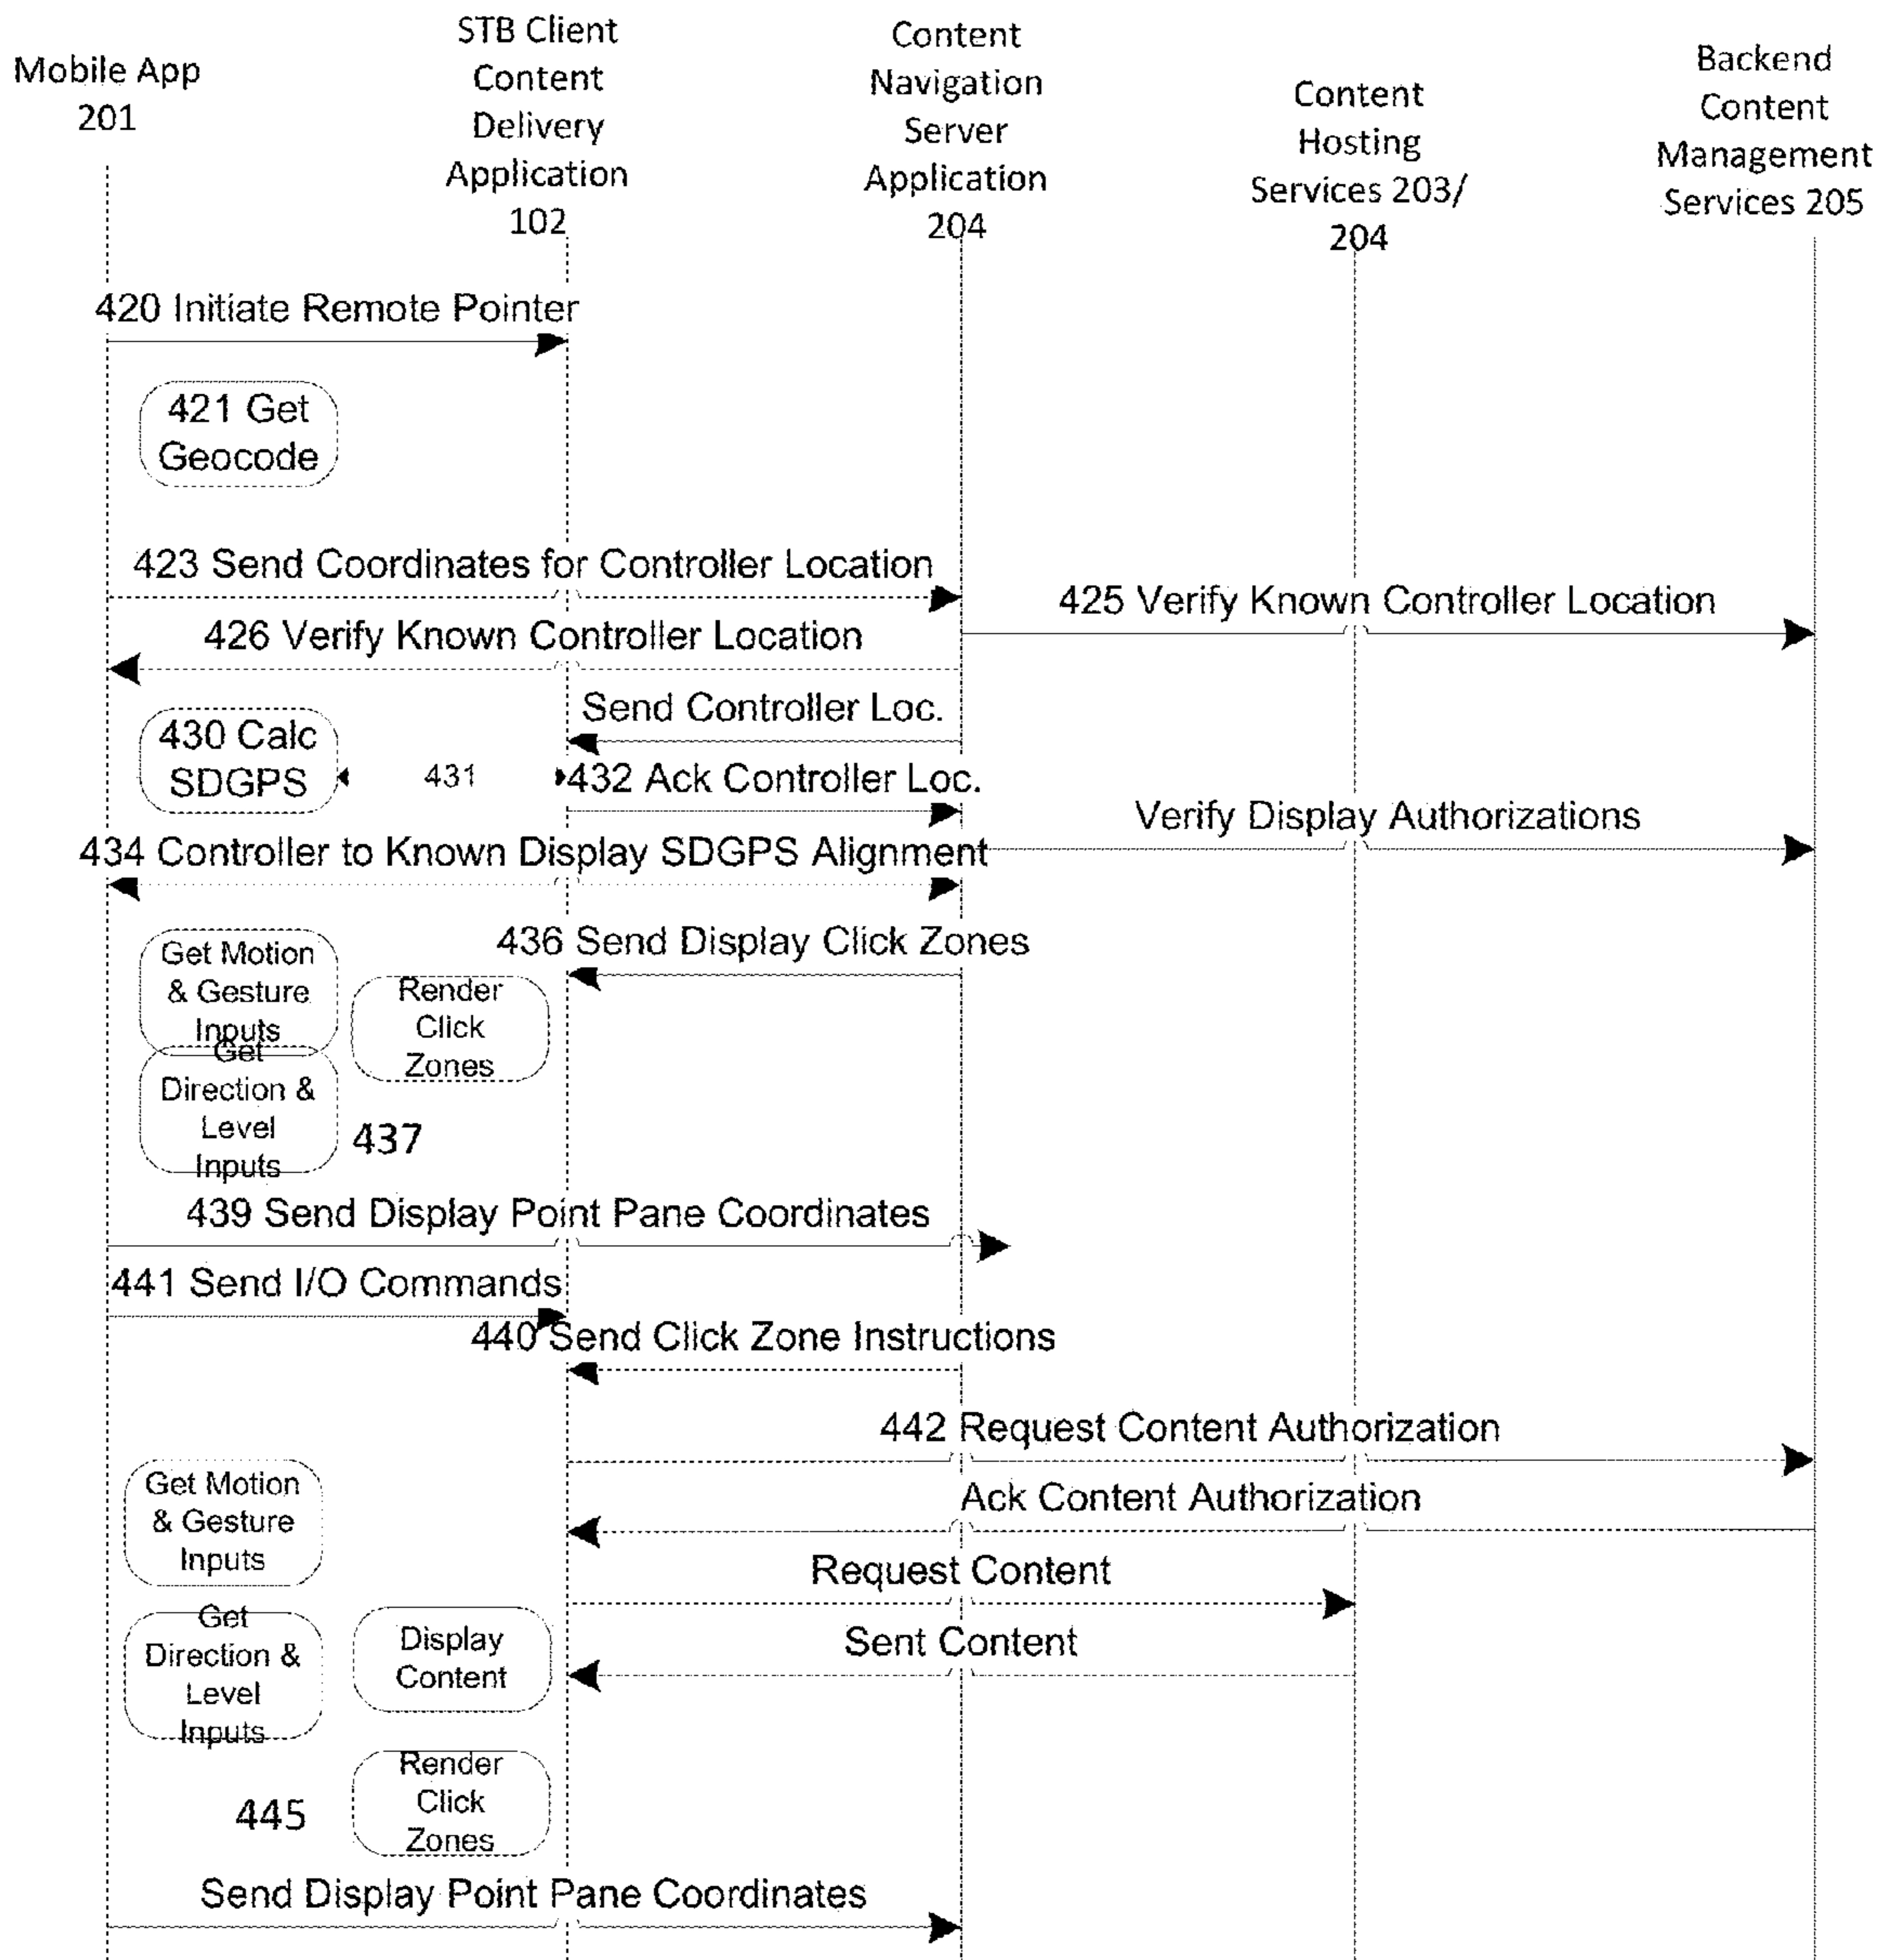 Mobile App
201
STB Client
Content
Delivery
Application
102
Content
Navigation
Server
Application
204
Content
Hosting
Services 203/
204
Backend
Content
Management
Services 205
420 Initiate Remote Pointer
421 Get
Geocode
423 Send Coordinates for Controller Location
425 Verify Known Controller Location
426 Verify Known Controller Location
Send Controller Loc.
430 Calc
SDGPS
431
432 Ack Controller Loc.
Verify Display Authorizations
434 Controller to Known Display SDGPS Alignment
436 Send Display Click Zones
Get Motion
& Gesture
Inputs
Render
Click
Zones
Get
Direction &
Level
Inputs
437
439 Send Display Point Pane Coordinates
441 Send I/O Commands
440 Send Click Zone Instructions
442 Request Content Authorization
Ack Content Authorization
Get Motion
& Gesture
Inputs
Request Content
Get
Direction &
Level
Inputs
Display
Content
Sent Content
Render
Click
Zones
445
Send Display Point Pane Coordinates